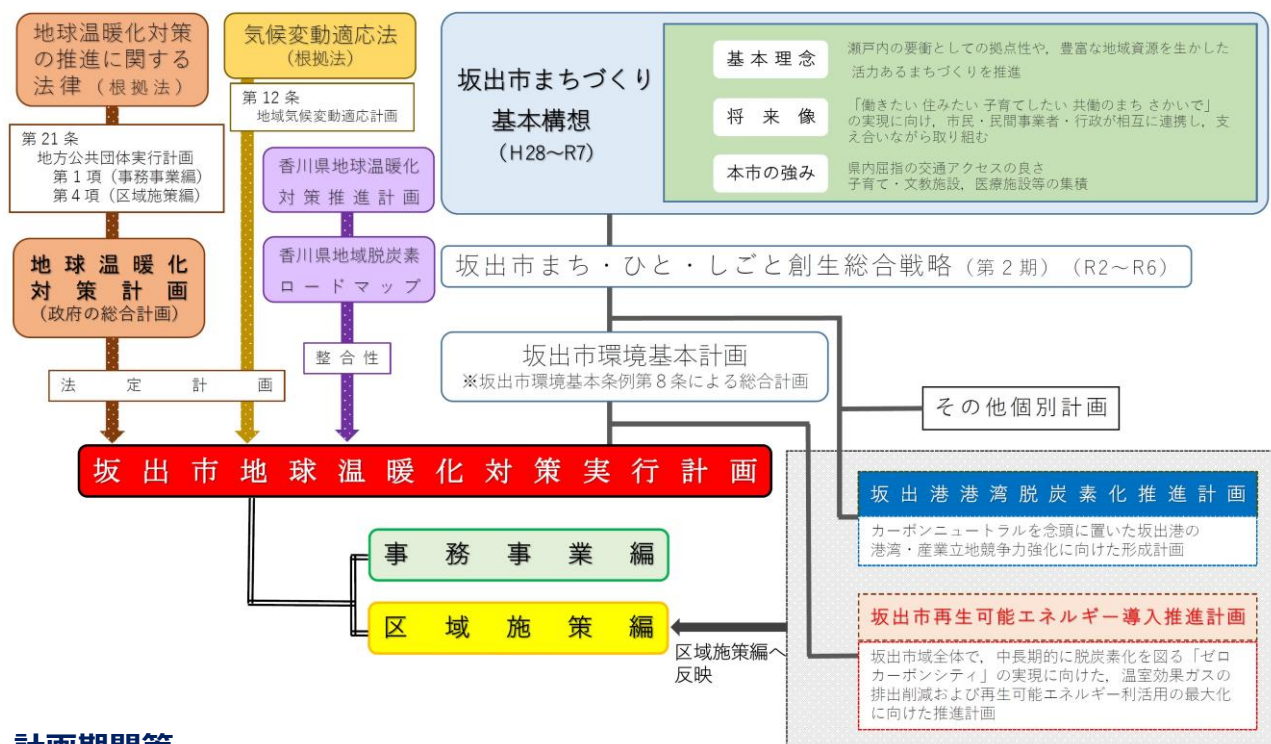 地球温暖化対策
の推進に関する
法律(根拠法)
第21条
地方公共団体実行計画
第1項(事務事業編)
第4項(区域施策編)
地球温暖化
対策計画
(政府の総合計画)
気候変動適応法
(根拠法)
第12条
地域気候変動適応計画
香川県地球温暖化
対策推進計画
香川県地域脱炭素
ロードマップ
整合性
法定計画
坂出市まちづくり
基本構想
(H28~R7)
基本理念
瀬戸内の要衝としての拠点性や,豊富な地域資源を生かした
活力あるまちづくりを推進
将来像
「働きたい 住みたい 子育てしたい 共働のまち さかいで」
の実現に向け,市民・民間事業者・行政が相互に連携し,支
え合いながら取り組む
本市の強み
県内屈指の交通アクセスの良さ
子育て・文教施設,医療施設等の集積
坂出市まち・ひと・しごと創生総合戦略(第2期)(R2~R6)
坂出市環境基本計画
※坂出市環境基本条例第8条による総合計画
その他個別計画
坂出市地球温暖化対策実行計画
事務事業編
区域施策編
区域施策編へ
反映
坂出港港湾脱炭素化推進計画
カーボンニュートラルを念頭に置いた坂出港の
港湾・産業立地競争力強化に向けた形成計画
坂出市再生可能エネルギー導入推進計画
坂出市域全体で,中長期的に脱炭素化を図る「ゼロ
カーボンシティ」の実現に向けた,温室効果ガスの
排出削減および再生可能エネルギー利活用の最大化
に向けた推進計画
計画期間等